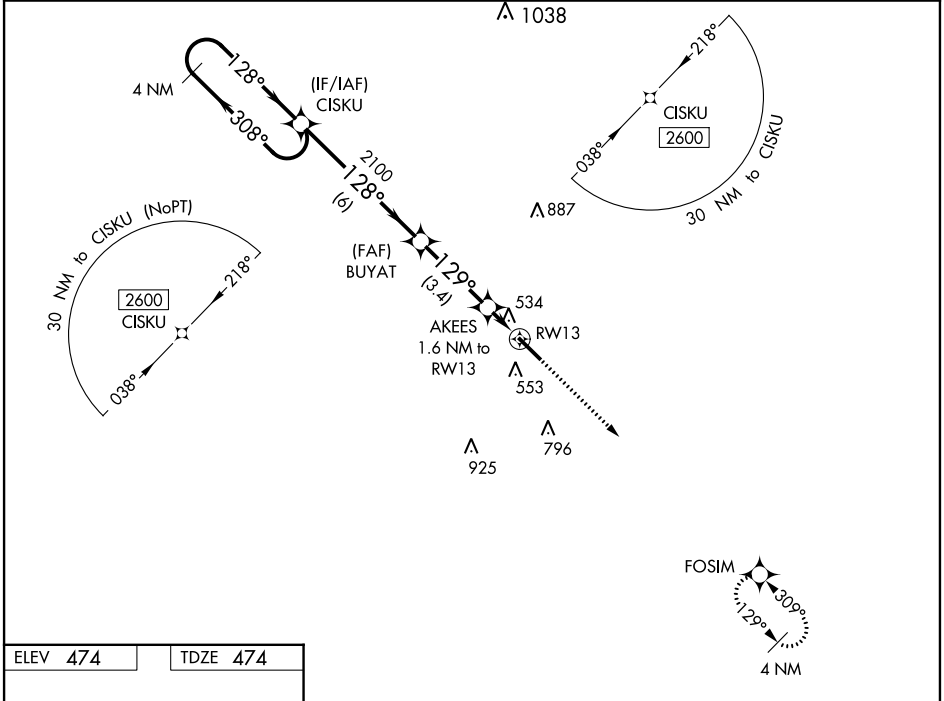 1038
128°
4 NM
308°
(IF/IAF)
CISKU
218°
CISKU
2600
038°
30 NM to CISKU
2100
128°
(6)
887
30 NM to CISKU (NoPT)
218°
2600
CISKU
038°
(FAF)
BUYAT
129°
(3.4)
534
AKEES
1.6 NM to
RW13
RW13
553
796
925
FOSIM
309°
129°
4 NM
ELEV 474
TDZE 474